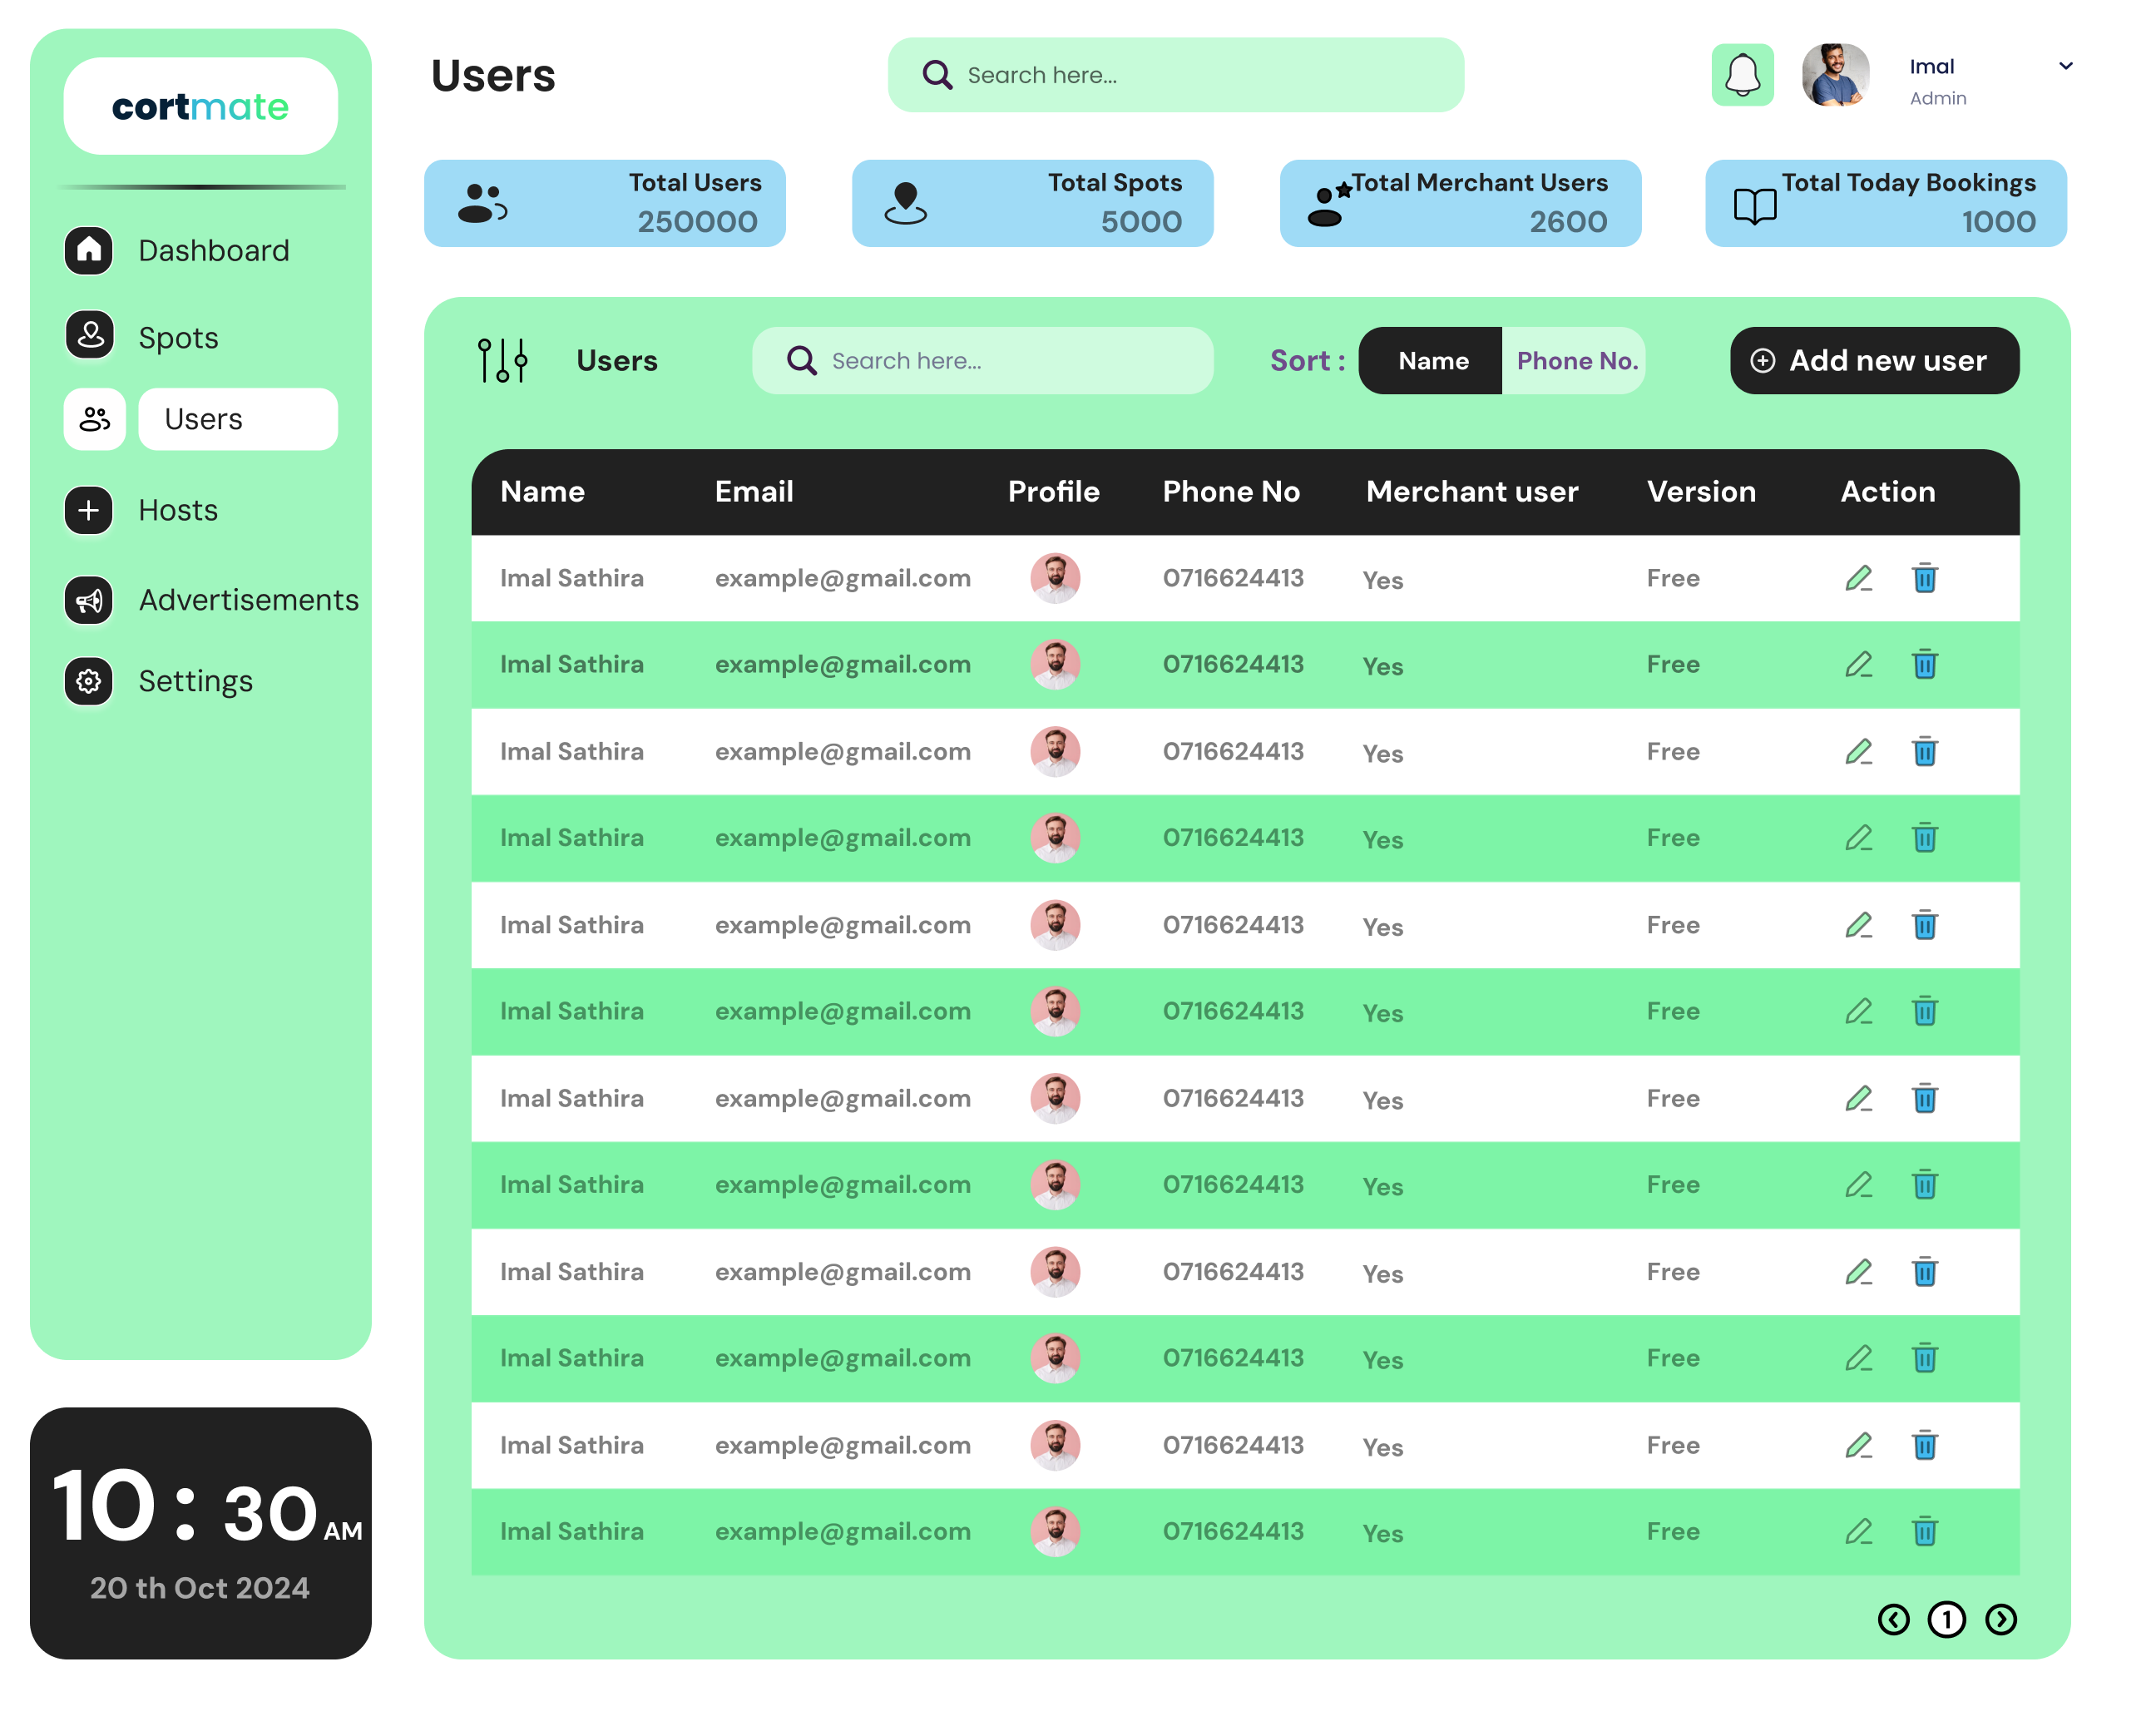 cortmate
Dashboard
Spots
Users
Hosts
Advertisements
Settings
10 : 30 AM
20 th Oct 2024
Users
Search here...
Imal
Admin
Total Users
250000
Total Spots
5000
Total Merchant Users
2600
Total Today Bookings
1000
Users
Search here...
Sort :
Name
Phone No.
Add new user
Name Email Profile Phone No Merchant user Version Action
Imal Sathira example@gmail.com 0716624413 Yes Free
Imal Sathira example@gmail.com 0716624413 Yes Free
Imal Sathira example@gmail.com 0716624413 Yes Free
Imal Sathira example@gmail.com 0716624413 Yes Free
Imal Sathira example@gmail.com 0716624413 Yes Free
Imal Sathira example@gmail.com 0716624413 Yes Free
Imal Sathira example@gmail.com 0716624413 Yes Free
Imal Sathira example@gmail.com 0716624413 Yes Free
Imal Sathira example@gmail.com 0716624413 Yes Free
Imal Sathira example@gmail.com 0716624413 Yes Free
Imal Sathira example@gmail.com 0716624413 Yes Free
Imal Sathira example@gmail.com 0716624413 Yes Free
1